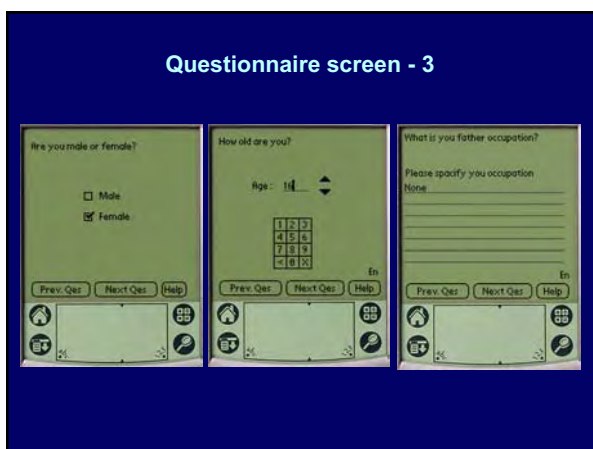 Questionnaire screen - 3
Are you male or female?
Male
Female
Prev. Qes Next Qes Help
How old are you?
Age: 16
1 2 3
4 5 6
7 8 9
< 0 X
En
Prev. Qes Next Qes Help
What is you father occupation?
Please spacify you occupation
None
En
Prev. Qes Next Qes Help